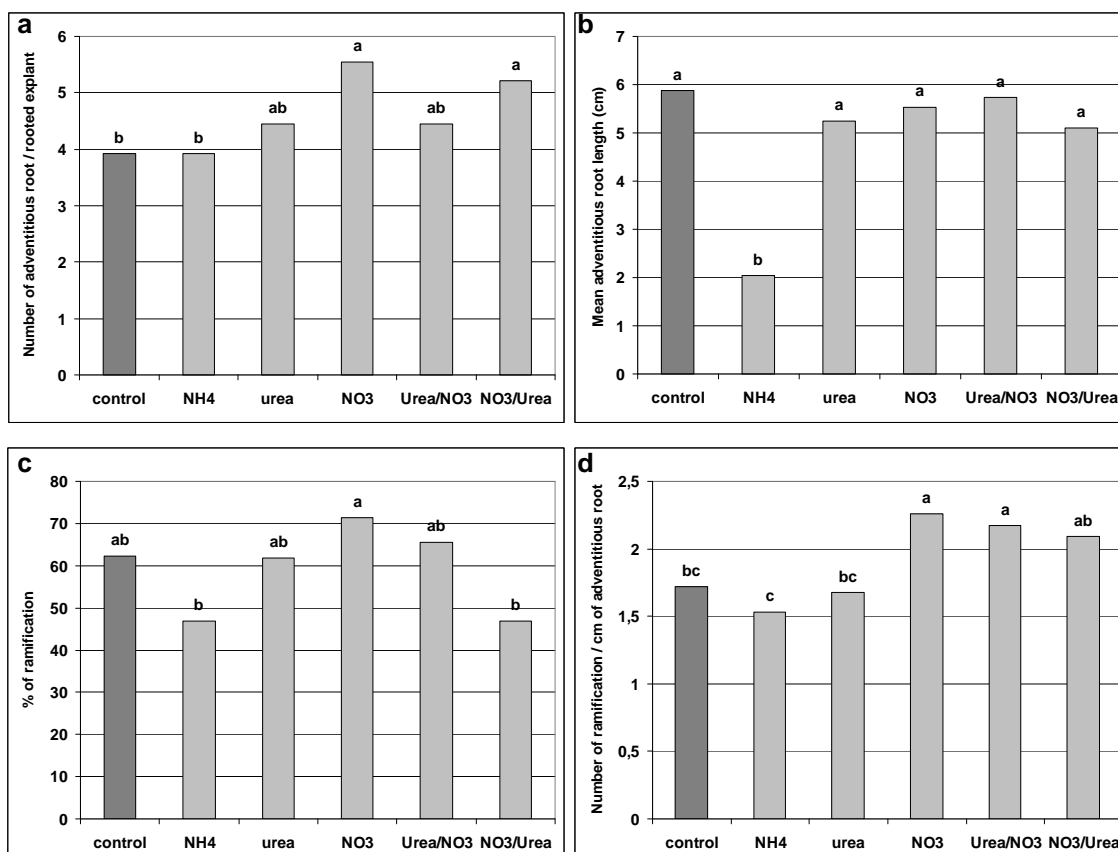 a
Number of adventitious root / rooted explant
6
5
4
3
2
1
0
b
b
ab
a
ab
a
control
NH4
urea
NO3
Urea/NO3
NO3/Urea
b
Mean adventitious root length (cm)
7
6
5
4
3
2
1
0
a
b
a
a
a
a
control
NH4
urea
NO3
Urea/NO3
NO3/Urea
c
% of ramification
80
70
60
50
40
30
20
10
0
ab
b
ab
a
ab
b
control
NH4
urea
NO3
Urea/NO3
NO3/Urea
d
Number of ramification / cm of adventitious root
2,5
2
1,5
1
0,5
0
bc
c
bc
a
a
ab
control
NH4
urea
NO3
Urea/NO3
NO3/Urea